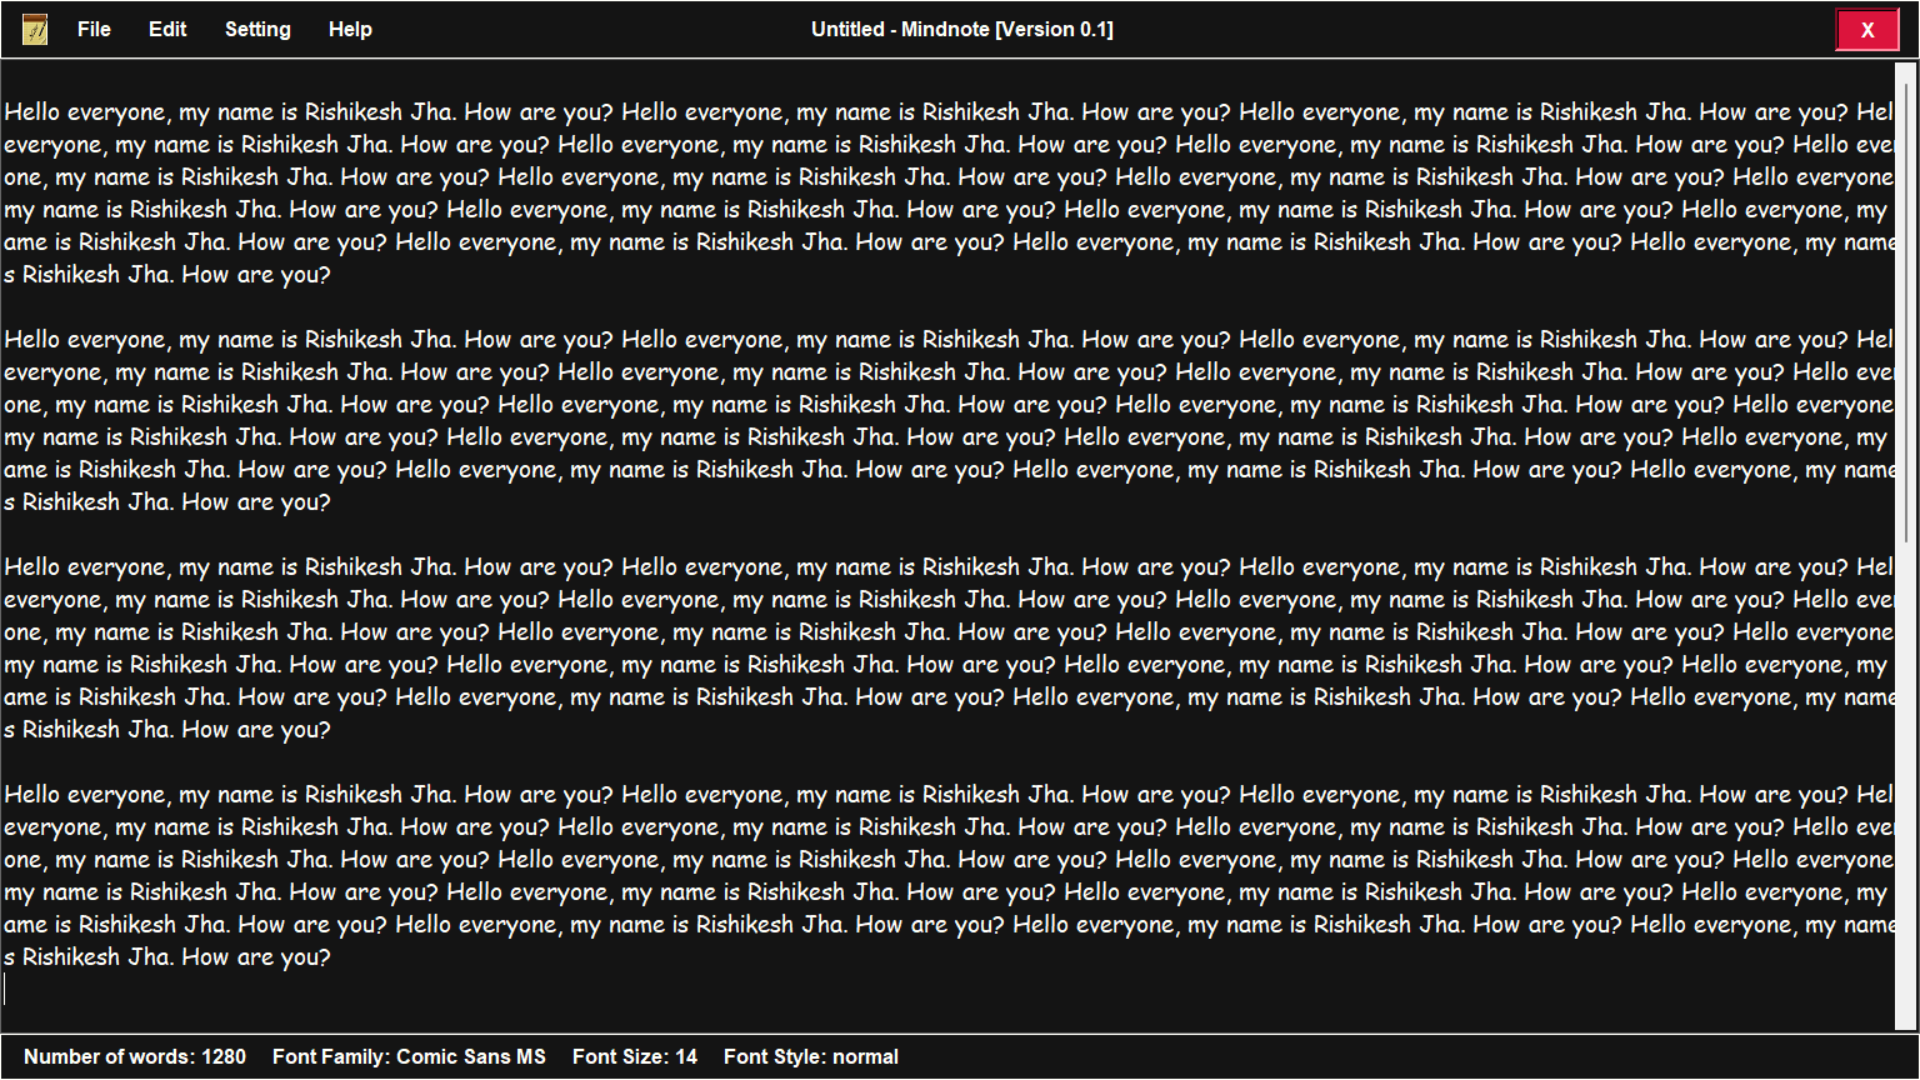 File Edit Setting Help Untitled - Mindnote [Version 0.1] X
Hello everyone, my name is Rishikesh Jha. How are you? Hello everyone, my name is Rishikesh Jha. How are you? Hello everyone, my name is Rishikesh Jha. How are you? Hel
everyone, my name is Rishikesh Jha. How are you? Hello everyone, my name is Rishikesh Jha. How are you? Hello everyone, my name is Rishikesh Jha. How are you? Hello eve
one, my name is Rishikesh Jha. How are you? Hello everyone, my name is Rishikesh Jha. How are you? Hello everyone, my name is Rishikesh Jha. How are you? Hello everyone
my name is Rishikesh Jha. How are you? Hello everyone, my name is Rishikesh Jha. How are you? Hello everyone, my name is Rishikesh Jha. How are you? Hello everyone, my
ame is Rishikesh Jha. How are you? Hello everyone, my name is Rishikesh Jha. How are you? Hello everyone, my name is Rishikesh Jha. How are you? Hello everyone, my name
s Rishikesh Jha. How are you?
Hello everyone, my name is Rishikesh Jha. How are you? Hello everyone, my name is Rishikesh Jha. How are you? Hello everyone, my name is Rishikesh Jha. How are you? Hel
everyone, my name is Rishikesh Jha. How are you? Hello everyone, my name is Rishikesh Jha. How are you? Hello everyone, my name is Rishikesh Jha. How are you? Hello eve
one, my name is Rishikesh Jha. How are you? Hello everyone, my name is Rishikesh Jha. How are you? Hello everyone, my name is Rishikesh Jha. How are you? Hello everyone
my name is Rishikesh Jha. How are you? Hello everyone, my name is Rishikesh Jha. How are you? Hello everyone, my name is Rishikesh Jha. How are you? Hello everyone, my
ame is Rishikesh Jha. How are you? Hello everyone, my name is Rishikesh Jha. How are you? Hello everyone, my name is Rishikesh Jha. How are you? Hello everyone, my name
s Rishikesh Jha. How are you?
Hello everyone, my name is Rishikesh Jha. How are you? Hello everyone, my name is Rishikesh Jha. How are you? Hello everyone, my name is Rishikesh Jha. How are you? Hel
everyone, my name is Rishikesh Jha. How are you? Hello everyone, my name is Rishikesh Jha. How are you? Hello everyone, my name is Rishikesh Jha. How are you? Hello eve
one, my name is Rishikesh Jha. How are you? Hello everyone, my name is Rishikesh Jha. How are you? Hello everyone, my name is Rishikesh Jha. How are you? Hello everyone
my name is Rishikesh Jha. How are you? Hello everyone, my name is Rishikesh Jha. How are you? Hello everyone, my name is Rishikesh Jha. How are you? Hello everyone, my
ame is Rishikesh Jha. How are you? Hello everyone, my name is Rishikesh Jha. How are you? Hello everyone, my name is Rishikesh Jha. How are you? Hello everyone, my name
s Rishikesh Jha. How are you?
Hello everyone, my name is Rishikesh Jha. How are you? Hello everyone, my name is Rishikesh Jha. How are you? Hello everyone, my name is Rishikesh Jha. How are you? Hel
everyone, my name is Rishikesh Jha. How are you? Hello everyone, my name is Rishikesh Jha. How are you? Hello everyone, my name is Rishikesh Jha. How are you? Hello eve
one, my name is Rishikesh Jha. How are you? Hello everyone, my name is Rishikesh Jha. How are you? Hello everyone, my name is Rishikesh Jha. How are you? Hello everyone
my name is Rishikesh Jha. How are you? Hello everyone, my name is Rishikesh Jha. How are you? Hello everyone, my name is Rishikesh Jha. How are you? Hello everyone, my
ame is Rishikesh Jha. How are you? Hello everyone, my name is Rishikesh Jha. How are you? Hello everyone, my name is Rishikesh Jha. How are you? Hello everyone, my name
s Rishikesh Jha. How are you?
Number of words: 1280 Font Family: Comic Sans MS Font Size: 14 Font Style: normal